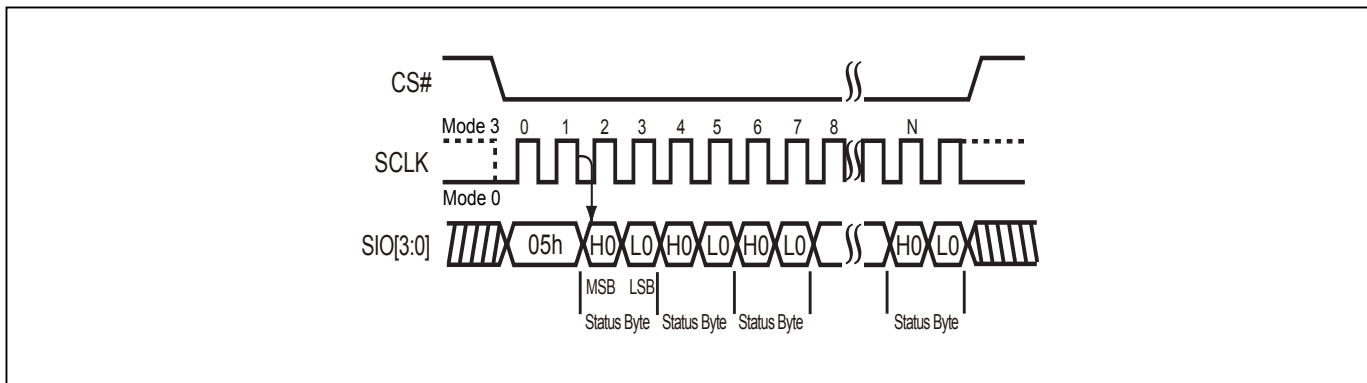 CS#
Mode 3 0 1 2 3 4 5 6 7 8 N
SCLK
Mode 0
SIO[3:0] 05h H0 L0 H0 L0 H0 L0 H0 L0
MSB LSB
Status Byte Status Byte Status Byte Status Byte